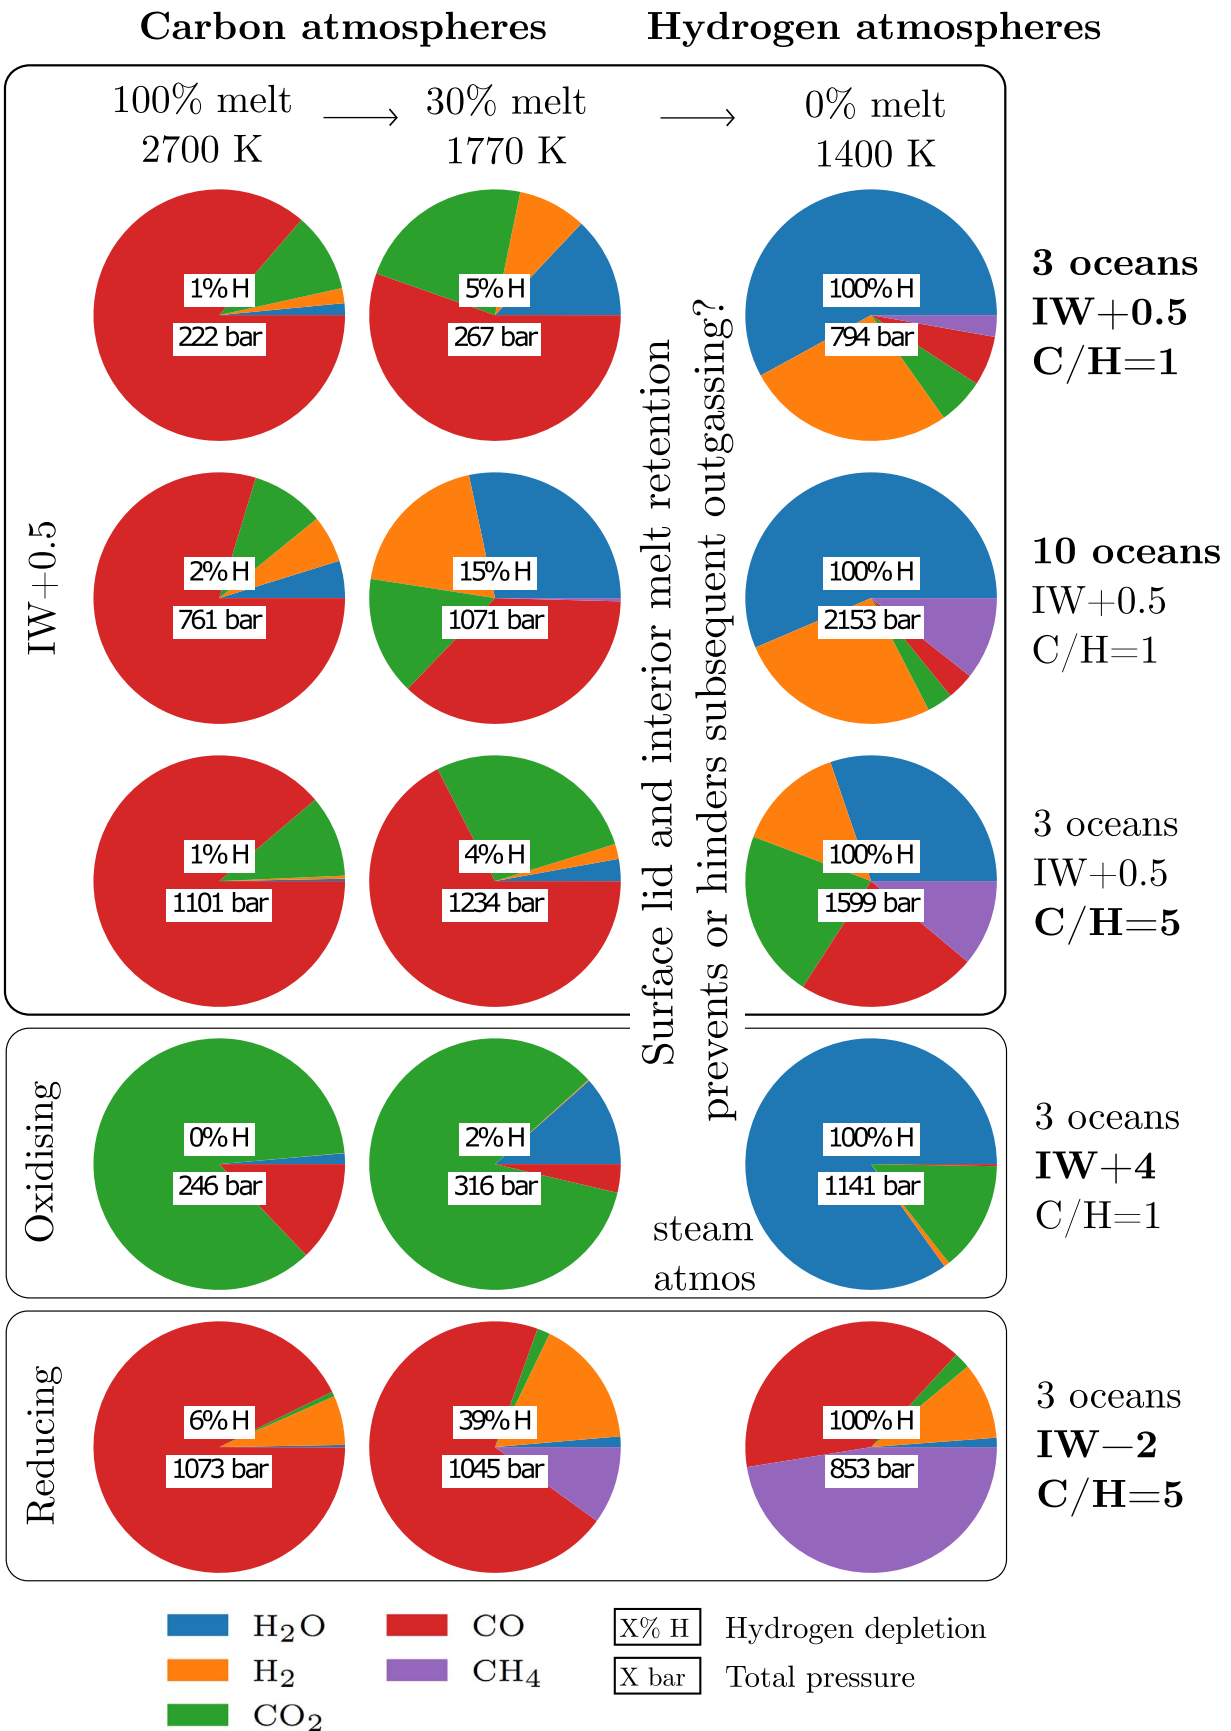 Carbon atmospheres Hydrogen atmospheres
100% melt 30% melt 0% melt
2700 K 1770 K 1400 K
IW+0.5
1% H
222 bar
5% H
267 bar
100% H
794 bar
3 oceans
IW+0.5
C/H=1
2% H
761 bar
15% H
1071 bar
100% H
2153 bar
10 oceans
IW+0.5
C/H=1
1% H
1101 bar
4% H
1234 bar
100% H
1599 bar
3 oceans
IW+0.5
C/H=5
Surface lid and interior melt retention
prevents or hinders subsequent outgassing?
Oxidising
0% H
246 bar
2% H
316 bar
steam
atmos
100% H
1141 bar
3 oceans
IW+4
C/H=1
Reducing
6% H
1073 bar
39% H
1045 bar
100% H
853 bar
3 oceans
IW−2
C/H=5
H₂O CO X% H Hydrogen depletion
H₂ CH₄ X bar Total pressure
CO₂